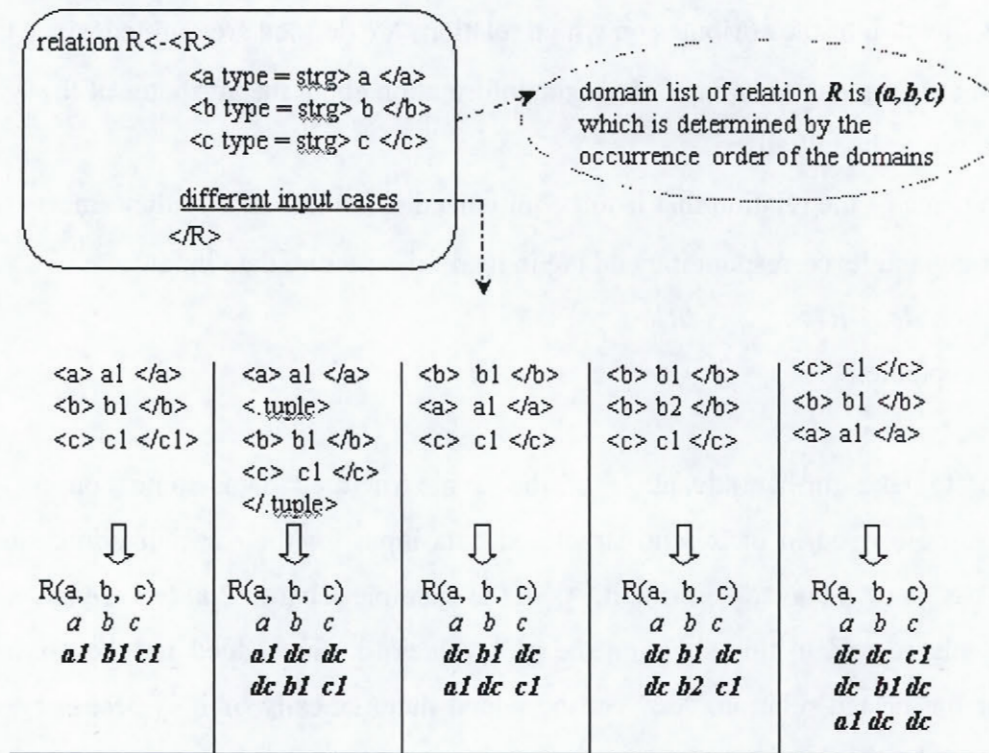 relation R<-<R>
<a type = strg> a </a>
<b type = strg> b </b>
<c type = strg> c </c>
different input cases
</R>
domain list of relation R is (a,b,c)
which is determined by the
occurrence order of the domains
<a> a1 </a>
<b> b1 </b>
<c> c1 </c1>
R(a, b, c)
a b c
a1 b1 c1
<a> a1 </a>
< .tuple>
<b> b1 </b>
<c> c1 </c>
</.tuple>
R(a, b, c)
a b c
a1 dc dc
dc b1 c1
<b> b1 </b>
<a> a1 </a>
<c> c1 </c>
R(a, b, c)
a b c
dc b1 dc
a1 dc c1
<b> b1 </b>
<b> b2 </b>
<c> c1 </c>
R(a, b, c)
a b c
dc b1 dc
dc b2 c1
<c> c1 </c>
<b> b1 </b>
<a> a1 </a>
R(a, b, c)
a b c
dc dc c1
dc b1 dc
a1 dc dc